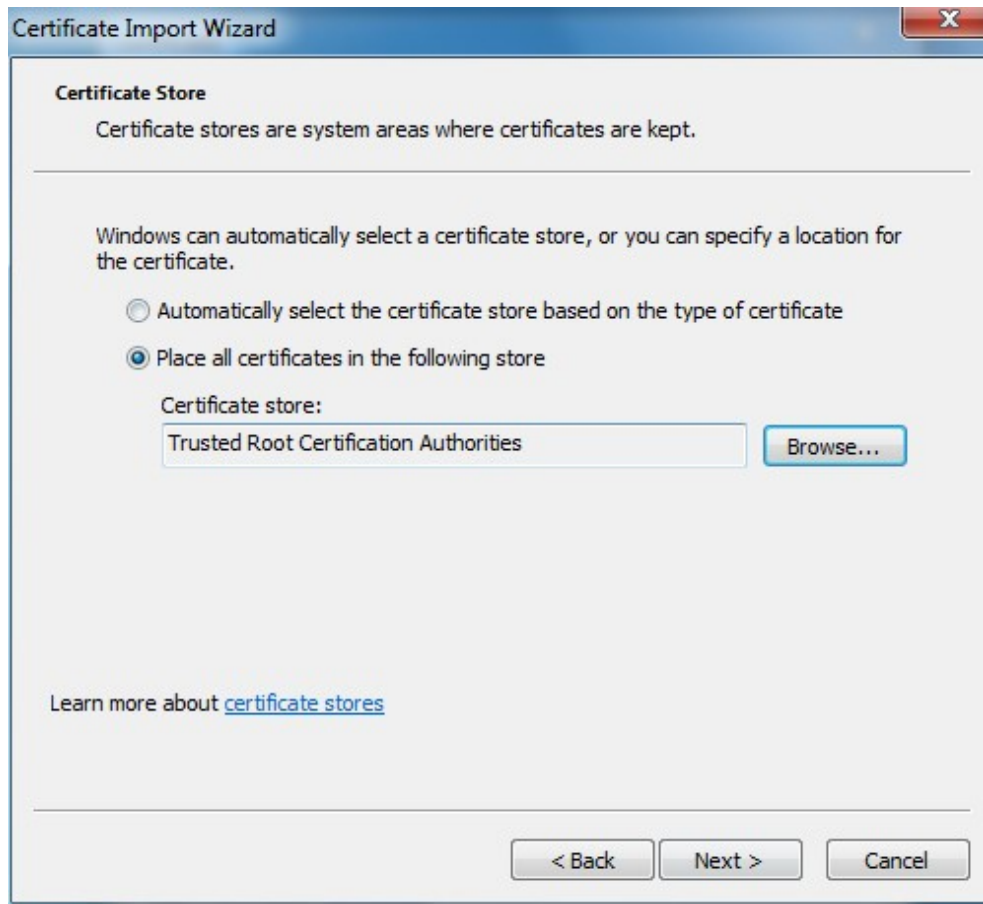 Certificate Import Wizard
Certificate Store
Certificate stores are system areas where certificates are kept.
Windows can automatically select a certificate store, or you can specify a location for
the certificate.
Automatically select the certificate store based on the type of certificate
Place all certificates in the following store
Certificate store:
Trusted Root Certification Authorities
Browse...
Learn more about certificate stores
< Back
Next >
Cancel